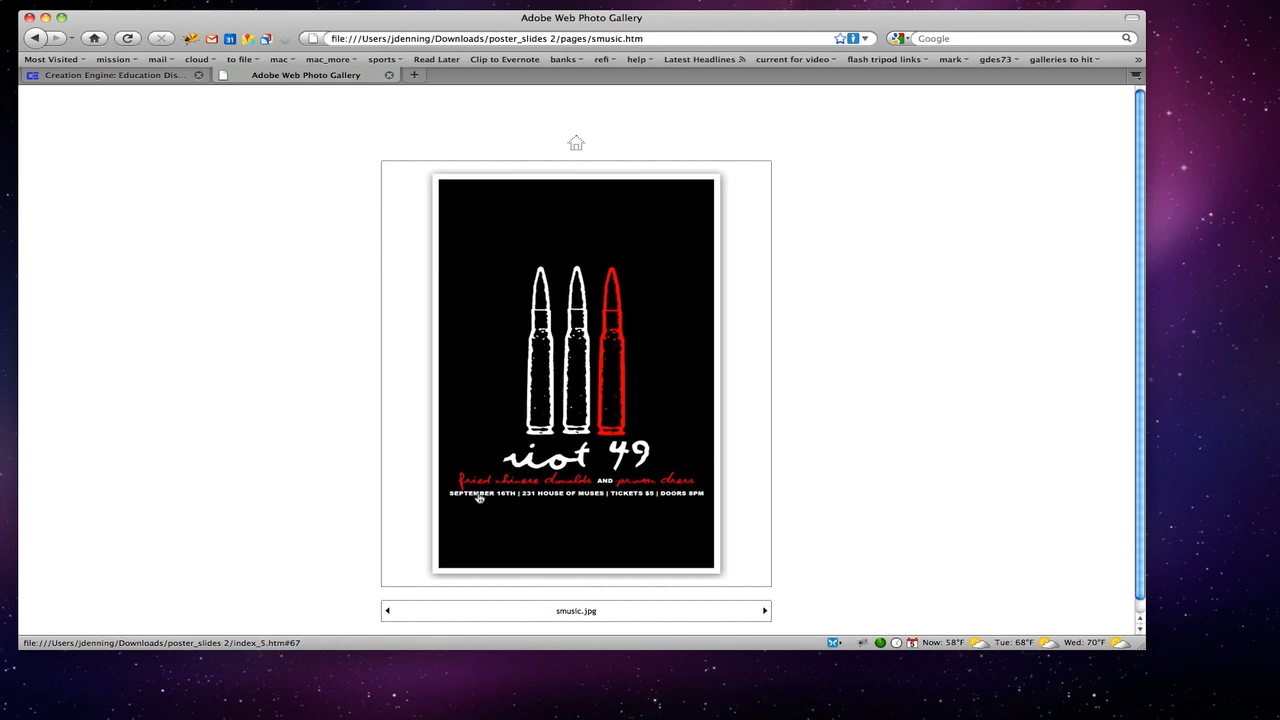 Adobe Web Photo Gallery
file:///Users/jdenning/Downloads/poster_slides 2/pages/smusic.htm
Google
Most Visited mission mail cloud to file mac mac_more sports Read Later Clip to Evernote banks refi help Latest Headlines current for video flash tripod links mark gdes73 galleries to hit »
Creation Engine: Education Dis...
Adobe Web Photo Gallery
riot 49
fried chinese donalds AND prom dress
SEPTEMBER 16TH | 231 HOUSE OF MUSES | TICKETS $5 | DOORS 8PM
smusic.jpg
file:///Users/jdenning/Downloads/poster_slides 2/index_5.htm#67
Now: 58°F Tue: 68°F Wed: 70°F